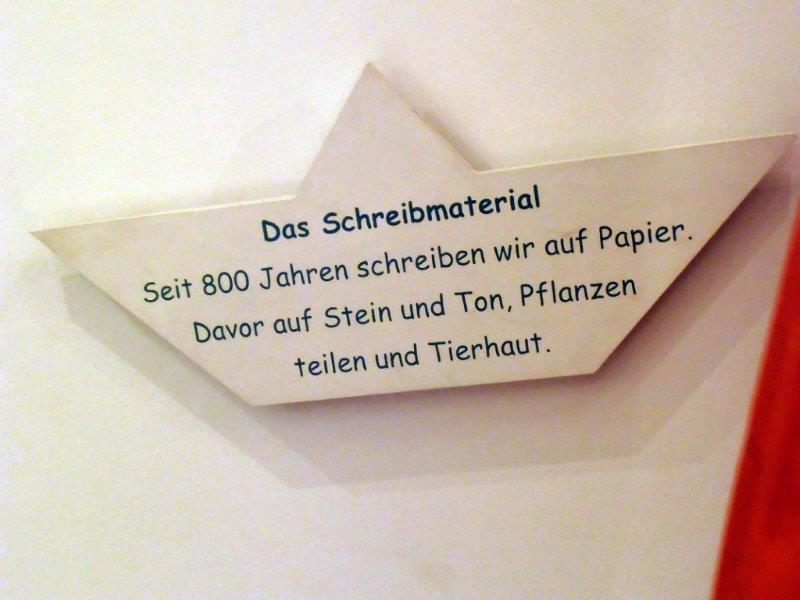 Das Schreibmaterial
Seit 800 Jahren schreiben wir auf Papier.
Davor auf Stein und Ton, Pflanzen
teilen und Tierhaut.